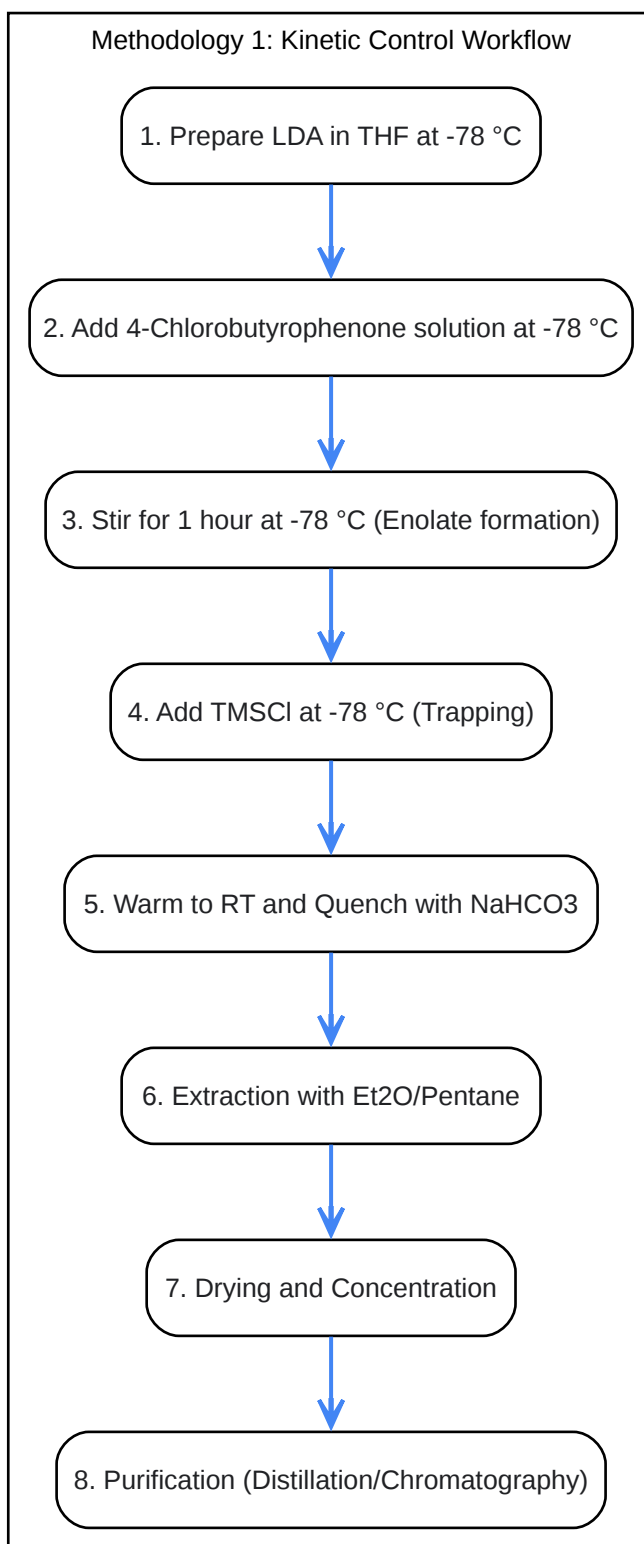 Methodology 1: Kinetic Control Workflow
1. Prepare LDA in THF at -78 °C
2. Add 4-Chlorobutyrophenone solution at -78 °C
3. Stir for 1 hour at -78 °C (Enolate formation)
4. Add TMSCl at -78 °C (Trapping)
5. Warm to RT and Quench with NaHCO3
6. Extraction with Et2O/Pentane
7. Drying and Concentration
8. Purification (Distillation/Chromatography)